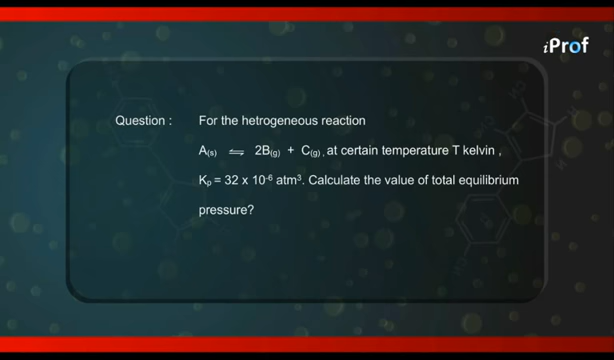 iProf
Question : For the hetrogeneous reaction
A(s) ⇌ 2B(g) + C(g), at certain temperature T kelvin ,
Kp = 32 x 10⁻⁶ atm³. Calculate the value of total equilibrium
pressure?